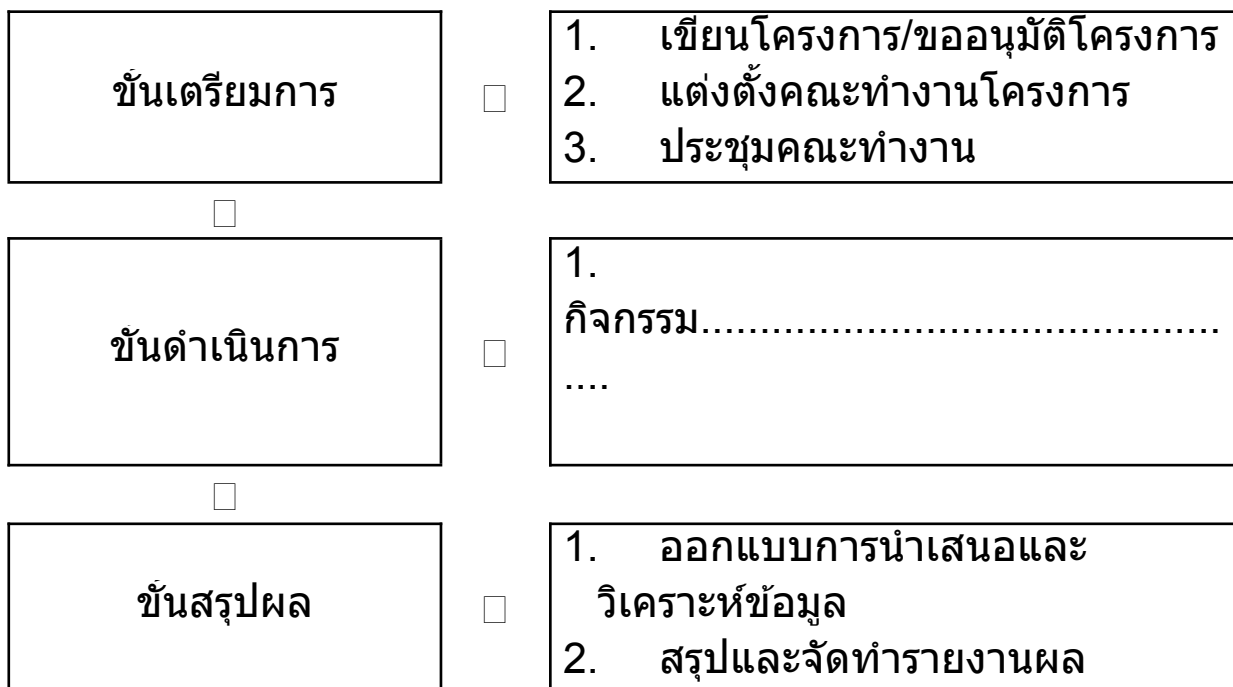 ขั้นเตรียมการ
1. เขียนโครงการ/ขออนุมัติโครงการ
2. แต่งตั้งคณะทำงานโครงการ
3. ประชุมคณะทำงาน
ขั้นดำเนินการ
1.
กิจกรรม............................................
....
ขั้นสรุปผล
1. ออกแบบการนำเสนอและ
วิเคราะห์ข้อมูล
2. สรุปและจัดทำรายงานผล